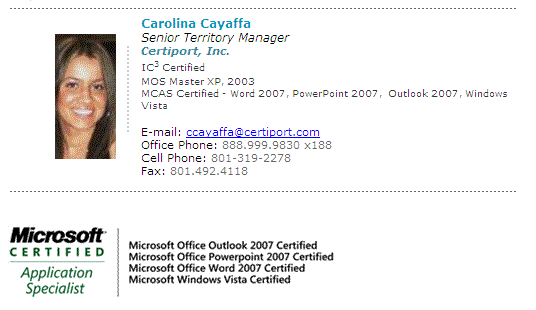 Carolina Cayaffa
Senior Territory Manager
Certiport, Inc.
IC3 Certified
MOS Master XP, 2003
MCAS Certified - Word 2007, PowerPoint 2007, Outlook 2007, Windows
Vista
E-mail: ccayaffa@certiport.com
Office Phone: 888.999.9830 x188
Cell Phone: 801-319-2278
Fax: 801.492.4118
Microsoft
CERTIFIED
Application
Specialist
Microsoft Office Outlook 2007 Certified
Microsoft Office Powerpoint 2007 Certified
Microsoft Office Word 2007 Certified
Microsoft Windows Vista Certified